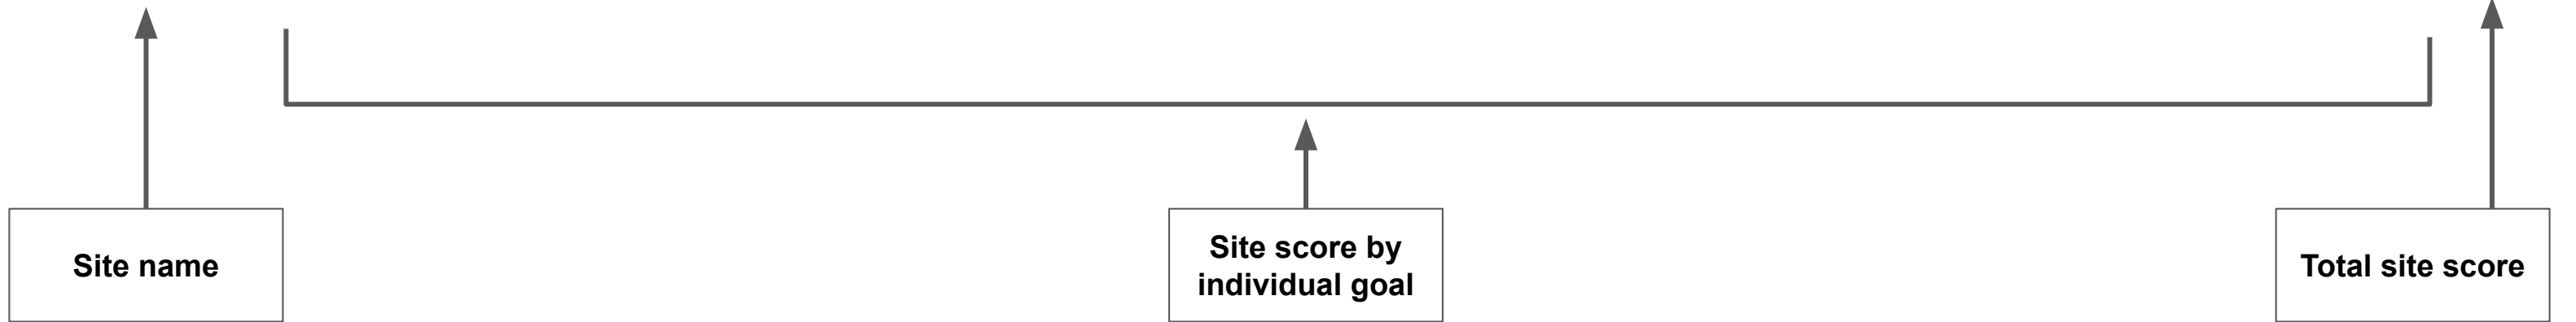 Site name
Site score by
individual goal
Total site score